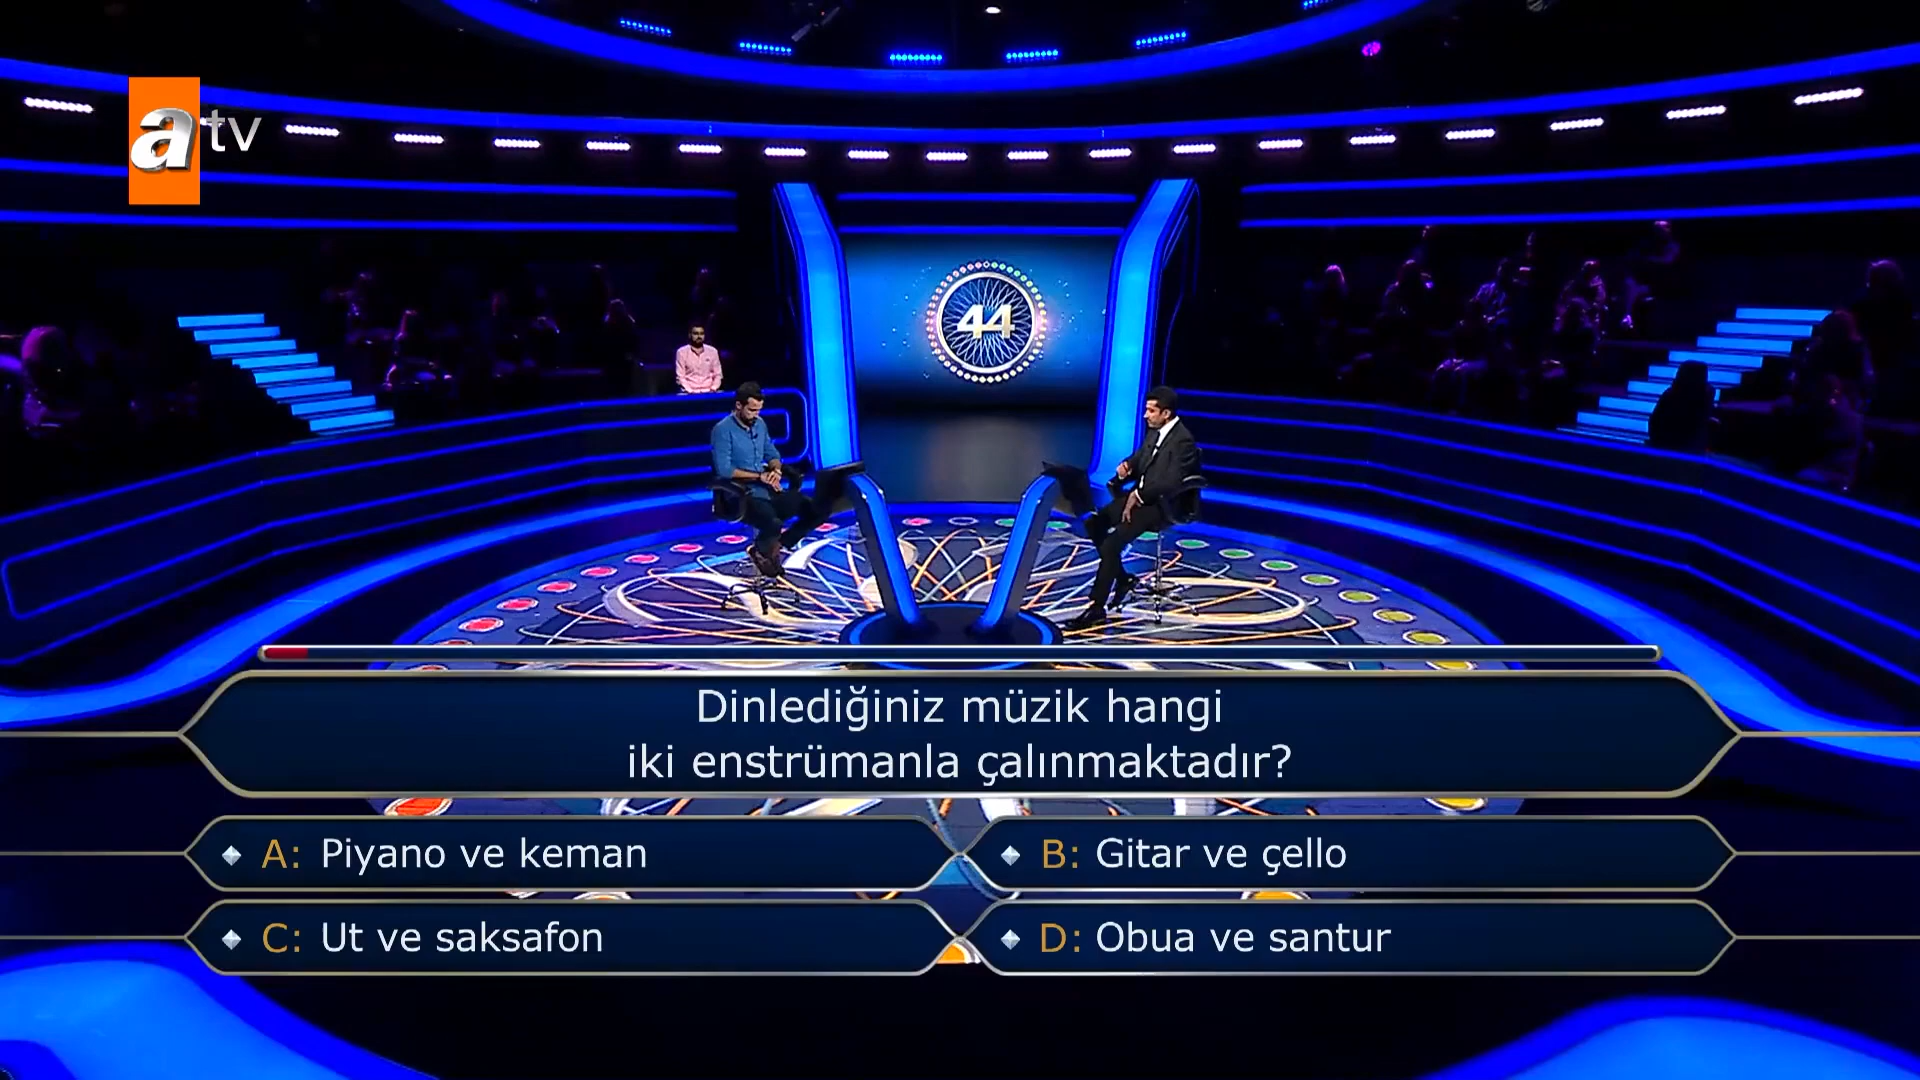 atv
44
Dinlediğiniz müzik hangi
iki enstrümanla çalınmaktadır?
A: Piyano ve keman
B: Gitar ve çello
C: Ut ve saksafon
D: Obua ve santur